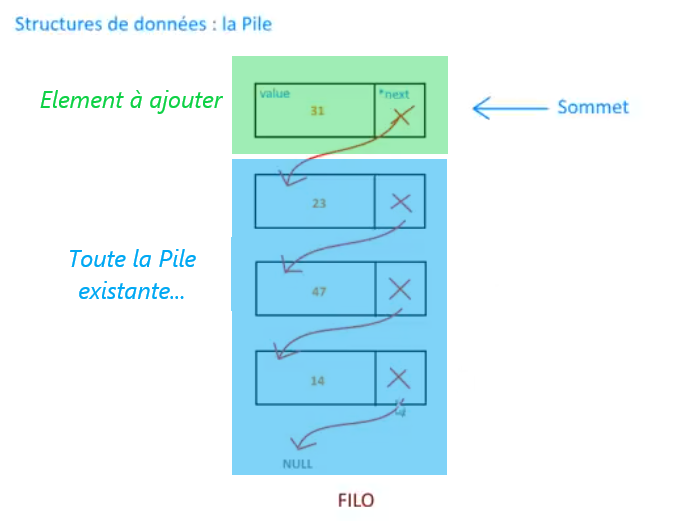 Structures de données : la Pile
Element à ajouter
value
*next
31
Sommet
23
Toute la Pile
existante...
47
14
NULL
FILO